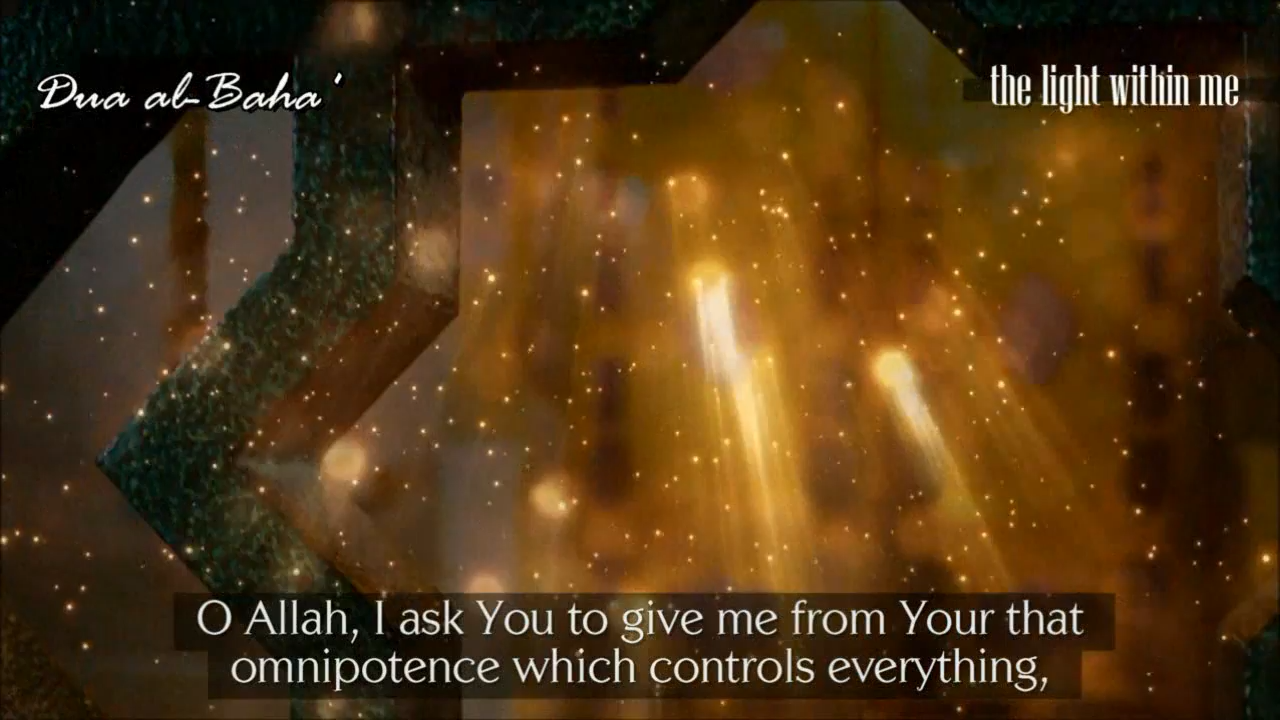 Dua al-Baha'
the light within me
O Allah, I ask You to give me from Your that
omnipotence which controls everything,